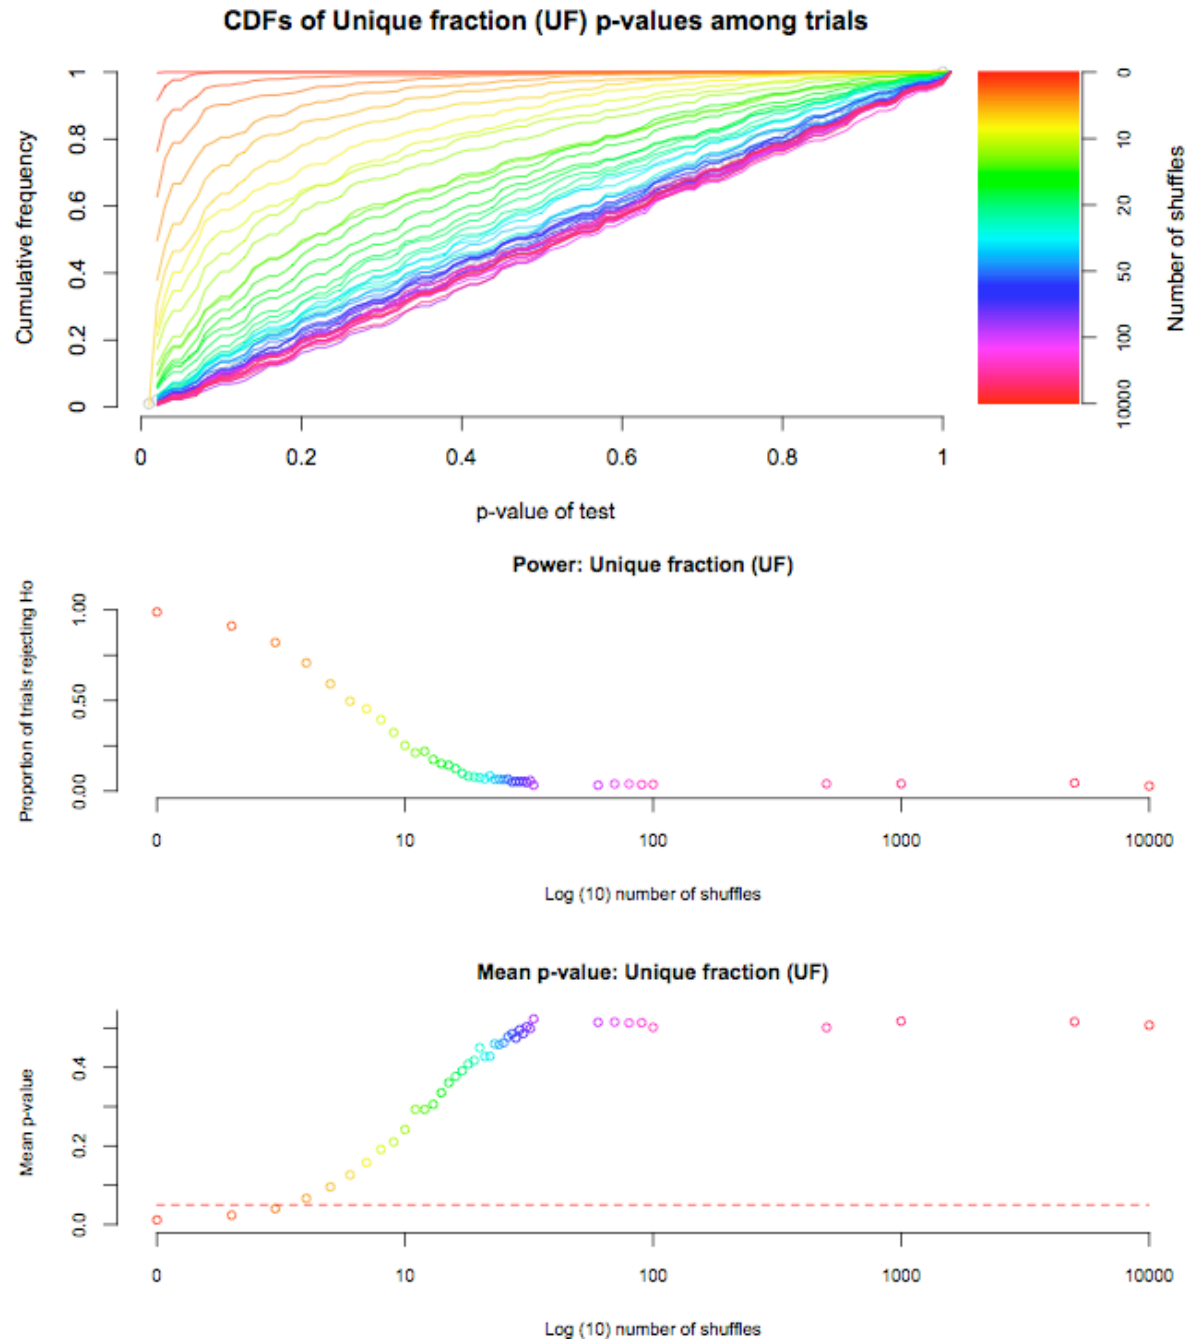 CDFs of Unique fraction (UF) p-values among trials
Cumulative frequency
1
0.8
0.6
0.4
0.2
0
0 0.2 0.4 0.6 0.8 1
p-value of test
0
10
20
50
100
10000
Number of shuffles
Power: Unique fraction (UF)
Proportion of trials rejecting Ho
1.00
0.50
0.00
0 10 100 1000 10000
Log (10) number of shuffles
Mean p-value: Unique fraction (UF)
Mean p-value
0.4
0.2
0.0
0 10 100 1000 10000
Log (10) number of shuffles